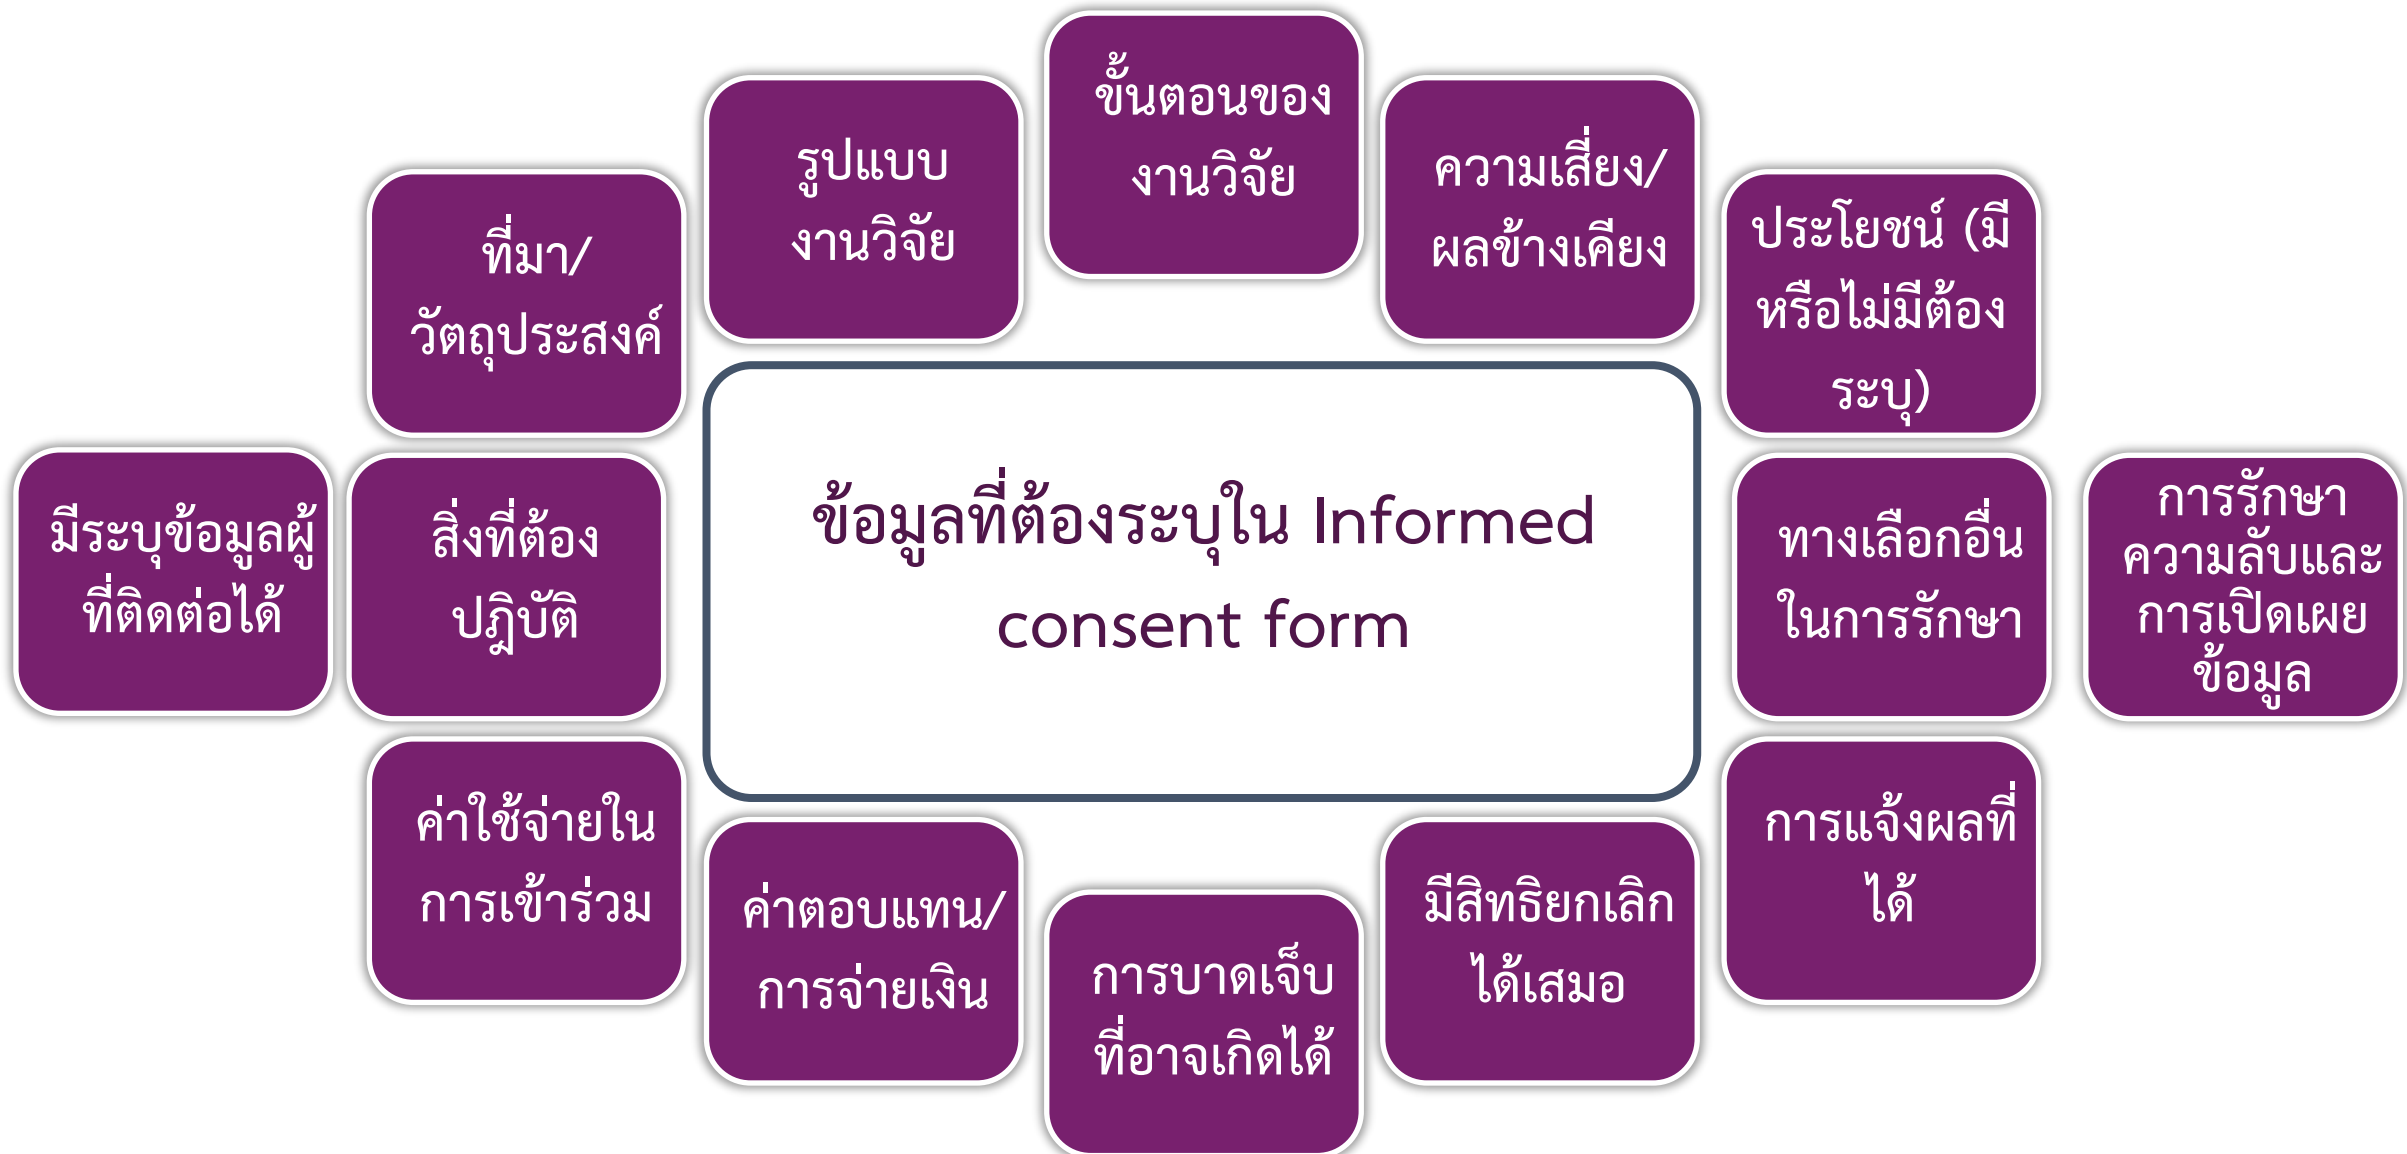 ขั้นตอนของ
งานวิจัย
รูปแบบ
งานวิจัย
ความเสี่ยง/
ผลข้างเคียง
ที่มา/
วัตถุประสงค์
ประโยชน์ (มี
หรือไม่มีต้อง
ระบุ)
มีระบุข้อมูลผู้
ที่ติดต่อได้
สิ่งที่ต้อง
ปฎิบัติ
ข้อมูลที่ต้องระบุใน Informed
consent form
ทางเลือกอื่น
ในการรักษา
การรักษา
ความลับและ
การเปิดเผย
ข้อมูล
ค่าใช้จ่ายใน
การเข้าร่วม
ค่าตอบแทน/
การจ่ายเงิน
การบาดเจ็บ
ที่อาจเกิดได้
มีสิทธิยกเลิก
ได้เสมอ
การแจ้งผลที่
ได้